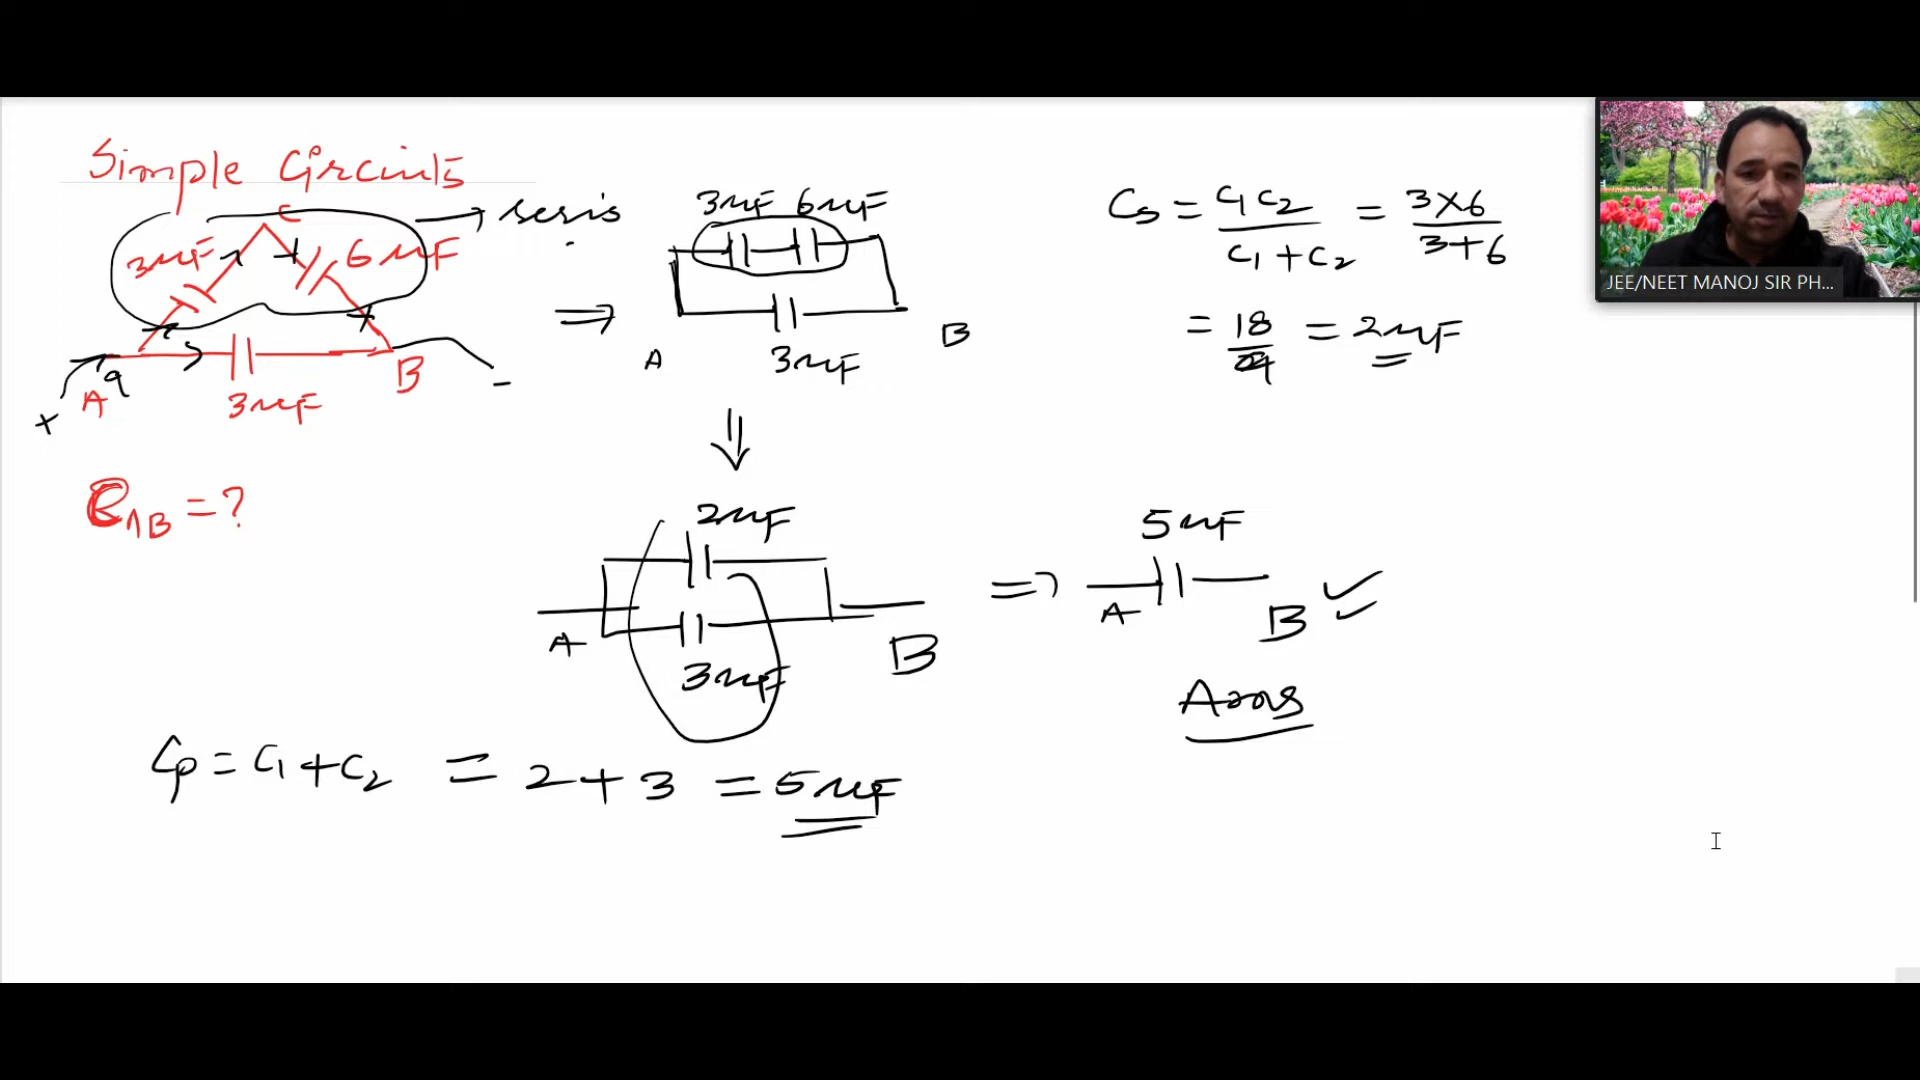 Simple Circuits
C
3μF
6μF
→ series
A
q
+
3μF
B
-
C_AB = ?
3μF 6μF
⇒
A
3μF
B
Cs = C1C2 / C1+C2 = 3×6 / 3+6
= 18/9 = 2μF
⇓
2μF
A
3μF
B
⇒
5μF
A
B
Ans
Cp = C1 + C2 = 2 + 3 = 5μF
JEE/NEET MANOJ SIR PH...